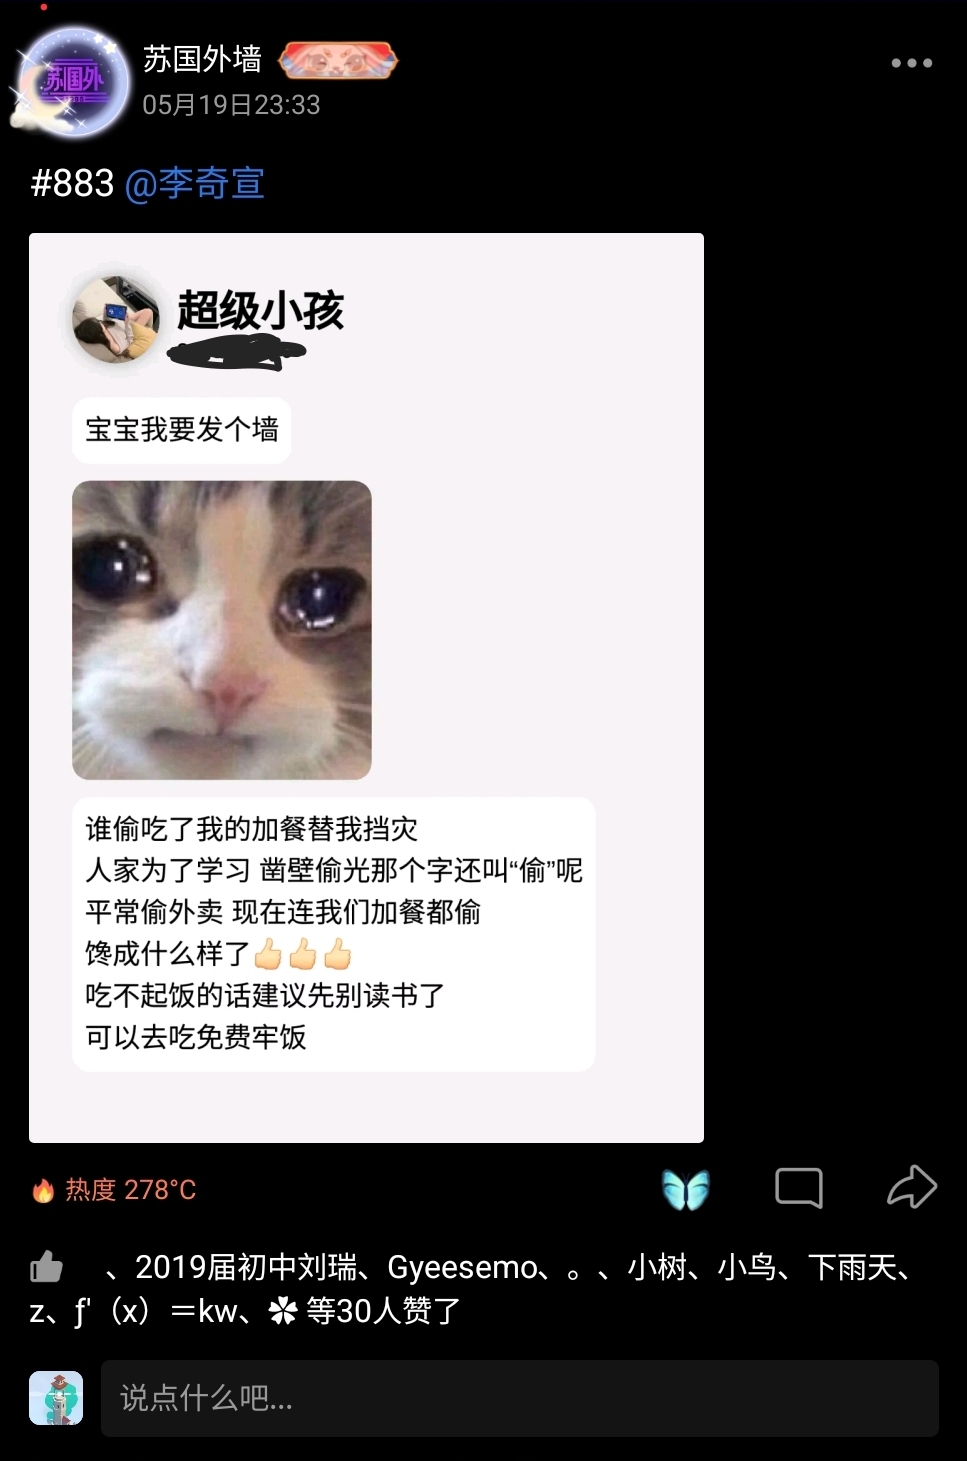 苏国外墙
苏国外
05月19日23:33
#883 @李奇宣
超级小孩
宝宝我要发个墙
谁偷吃了我的加餐替我挡灾
人家为了学习 凿壁偷光那个字还叫“偷”呢
平常偷外卖 现在连我们加餐都偷
馋成什么样了👍🏻👍🏻👍🏻
吃不起饭的话建议先别读书了
可以去吃免费牢饭
热度 278°C
、2019届初中刘瑞、Gyeesemo、。、小树、小鸟、下雨天、
z、ƒ'（x）＝kw、✽ 等30人赞了
说点什么吧...